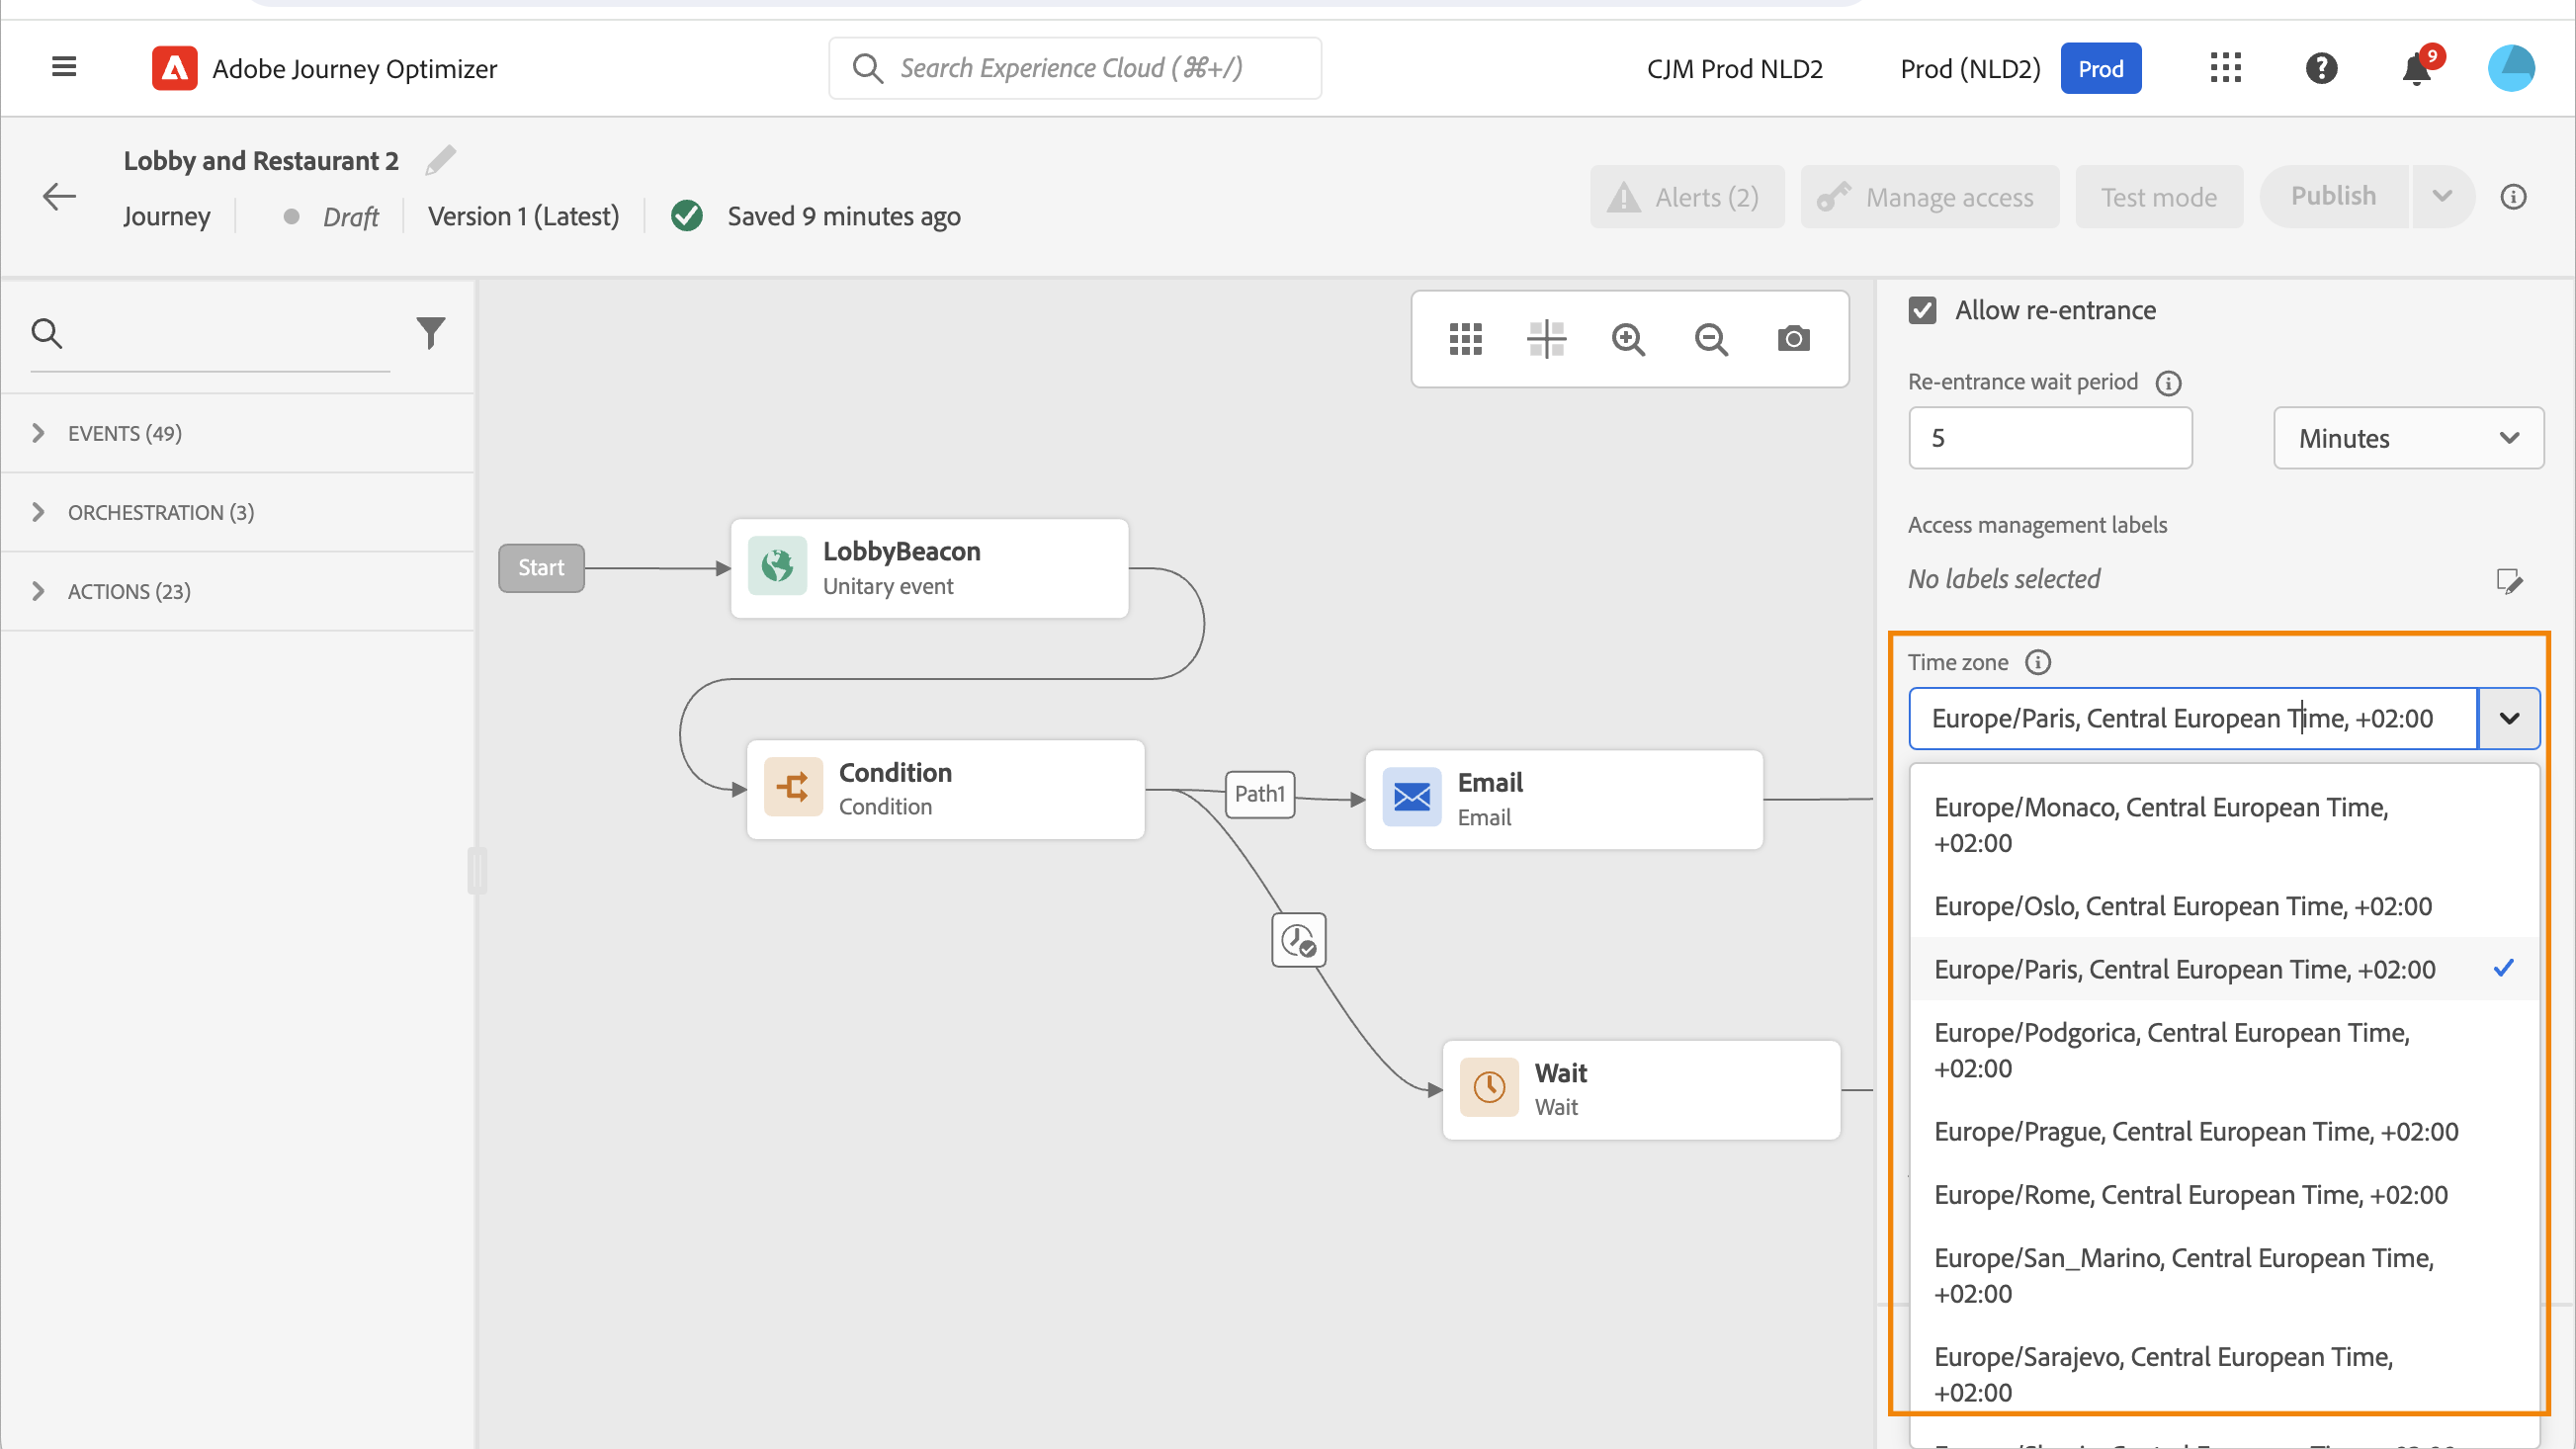 Adobe Journey Optimizer
Search Experience Cloud (⌘+/)
CJM Prod NLD2
Prod (NLD2)
Prod
9
Lobby and Restaurant 2
Journey
Draft
Version 1 (Latest)
Saved 9 minutes ago
Alerts (2)
Manage access
Test mode
Publish
EVENTS (49)
ORCHESTRATION (3)
ACTIONS (23)
Start
LobbyBeacon
Unitary event
Condition
Condition
Path1
Email
Email
Wait
Wait
Allow re-entrance
Re-entrance wait period
5
Minutes
Access management labels
No labels selected
Time zone
Europe/Paris, Central European Time, +02:00
Europe/Monaco, Central European Time,
+02:00
Europe/Oslo, Central European Time, +02:00
Europe/Paris, Central European Time, +02:00
Europe/Podgorica, Central European Time,
+02:00
Europe/Prague, Central European Time, +02:00
Europe/Rome, Central European Time, +02:00
Europe/San_Marino, Central European Time,
+02:00
Europe/Sarajevo, Central European Time,
+02:00